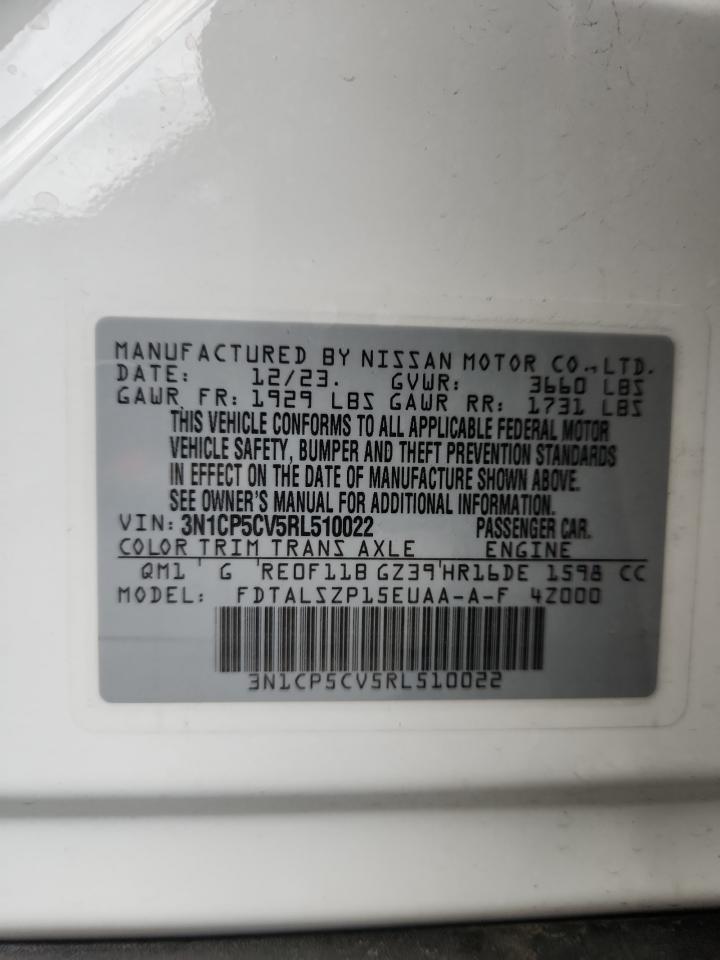 MANUFACTURED BY NISSAN MOTOR CO.,LTD.
DATE: 12/23. GVWR: 3660 LBS
GAWR FR: 1929 LBS GAWR RR: 1731 LBS
THIS VEHICLE CONFORMS TO ALL APPLICABLE FEDERAL MOTOR
VEHICLE SAFETY, BUMPER AND THEFT PREVENTION STANDARDS
IN EFFECT ON THE DATE OF MANUFACTURE SHOWN ABOVE.
SEE OWNER'S MANUAL FOR ADDITIONAL INFORMATION.
VIN: 3N1CP5CV5RL510022 PASSENGER CAR.
COLOR TRIM TRANS AXLE ENGINE
QM1 G RE0F11B GZ39 HR16DE 1598 CC
MODEL: FDTALSZP15EUAA-A-F 4Z000
3N1CP5CV5RL510022